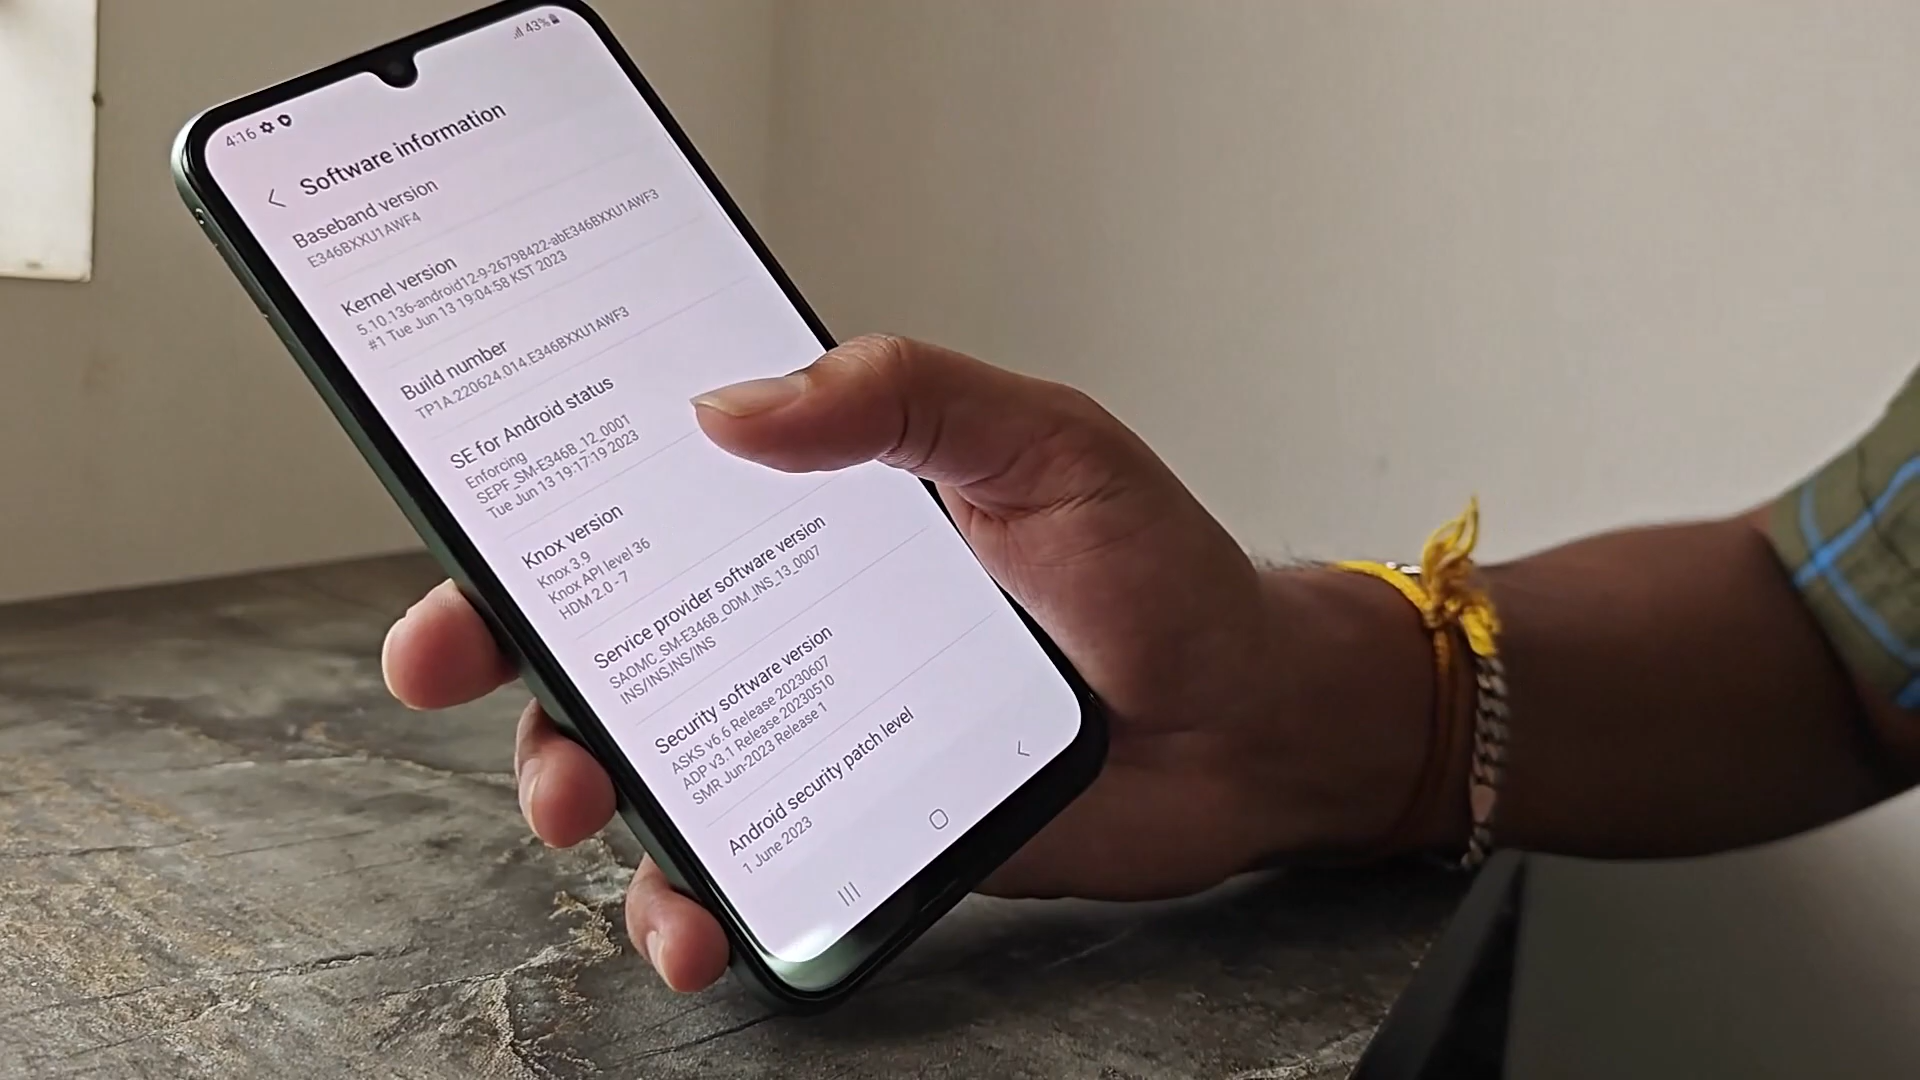 4:16
43%
Software information
Baseband version
E346BXXU1AWF4
Kernel version
5.10.136-android12-9-26798422-abE346BXXU1AWF3
#1 Tue Jun 13 19:04:58 KST 2023
Build number
TP1A.220624.014.E346BXXU1AWF3
SE for Android status
Enforcing
SEPF_SM-E346B_12_0001
Tue Jun 13 19:17:19 2023
Knox version
Knox 3.9
Knox API level 36
HDM 2.0 - 7
Service provider software version
SAOMC_SM-E346B_ODM_INS_13_0007
INS/INS,INS/INS
Security software version
ASKS v6.6 Release 20230607
ADP v3.1 Release 20230510
SMR Jun-2023 Release 1
Android security patch level
1 June 2023